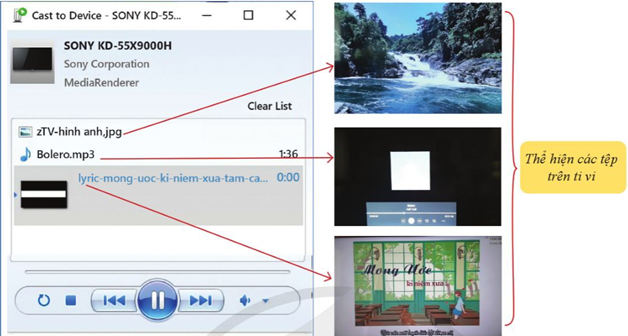 Cast to Device - SONY KD-55...
SONY KD-55X9000H
Sony Corporation
MediaRenderer
Clear List
zTV-hinh anh.jpg
Bolero.mp3 1:36
lyric-mong-uoc-ki-niem-xua-tam-ca... 0:00
Mong Ước
kỉ niệm xưa
Thể hiện các tệp
trên ti vi